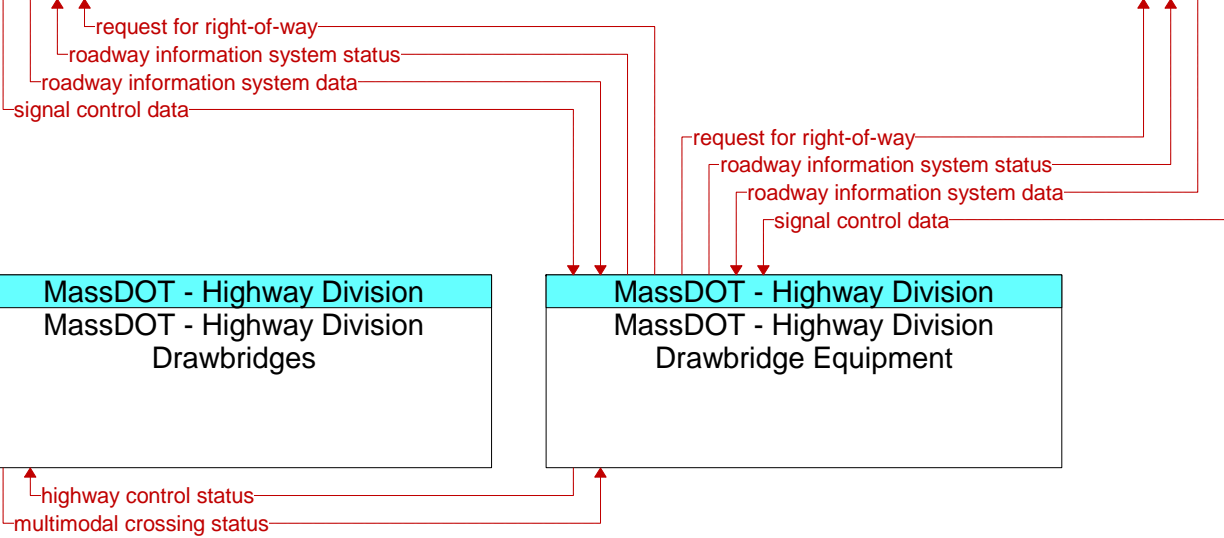 request for right-of-way
roadway information system status
roadway information system data
signal control data
request for right-of-way
roadway information system status
roadway information system data
signal control data
MassDOT - Highway Division
MassDOT - Highway Division
Drawbridges
MassDOT - Highway Division
MassDOT - Highway Division
Drawbridge Equipment
highway control status
multimodal crossing status